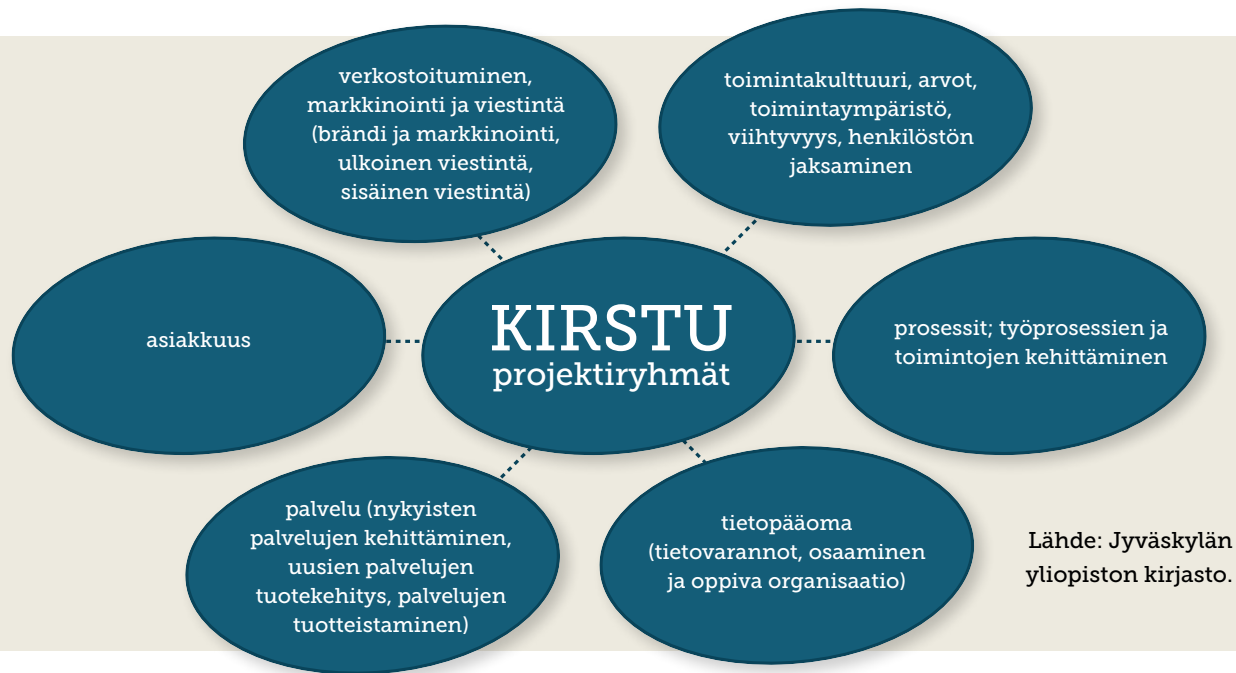 verkostoituminen,
markkinointi ja viestintä
(brändi ja markkinointi,
ulkoinen viestintä,
sisäinen viestintä)
toimintakulttuuri, arvot,
toimintaympäristö,
viihtyvyys, henkilöstön
jaksaminen
asiakkuus
KIRSTU
projektiryhmät
prosessit; työprosessien ja
toimintojen kehittäminen
palvelu (nykyisten
palvelujen kehittäminen,
uusien palvelujen
tuotekehitys, palvelujen
tuotteistaminen)
tietopääoma
(tietovarannot, osaaminen
ja oppiva organisaatio)
Lähde: Jyväskylän
yliopiston kirjasto.